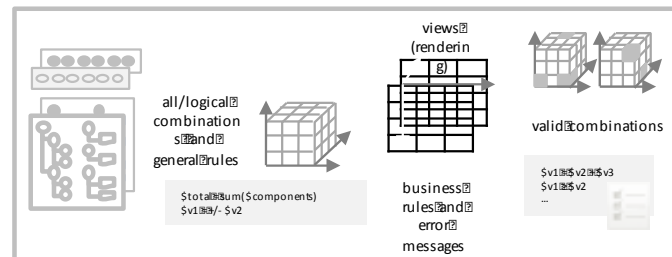 all/logical
combination
s and
general rules
$total sum($components)
$v1 +/- $v2
views
(renderin
g)
business
rules and
error
messages
valid combinations
$v1 $v2 $v3
$v1 $v2
...